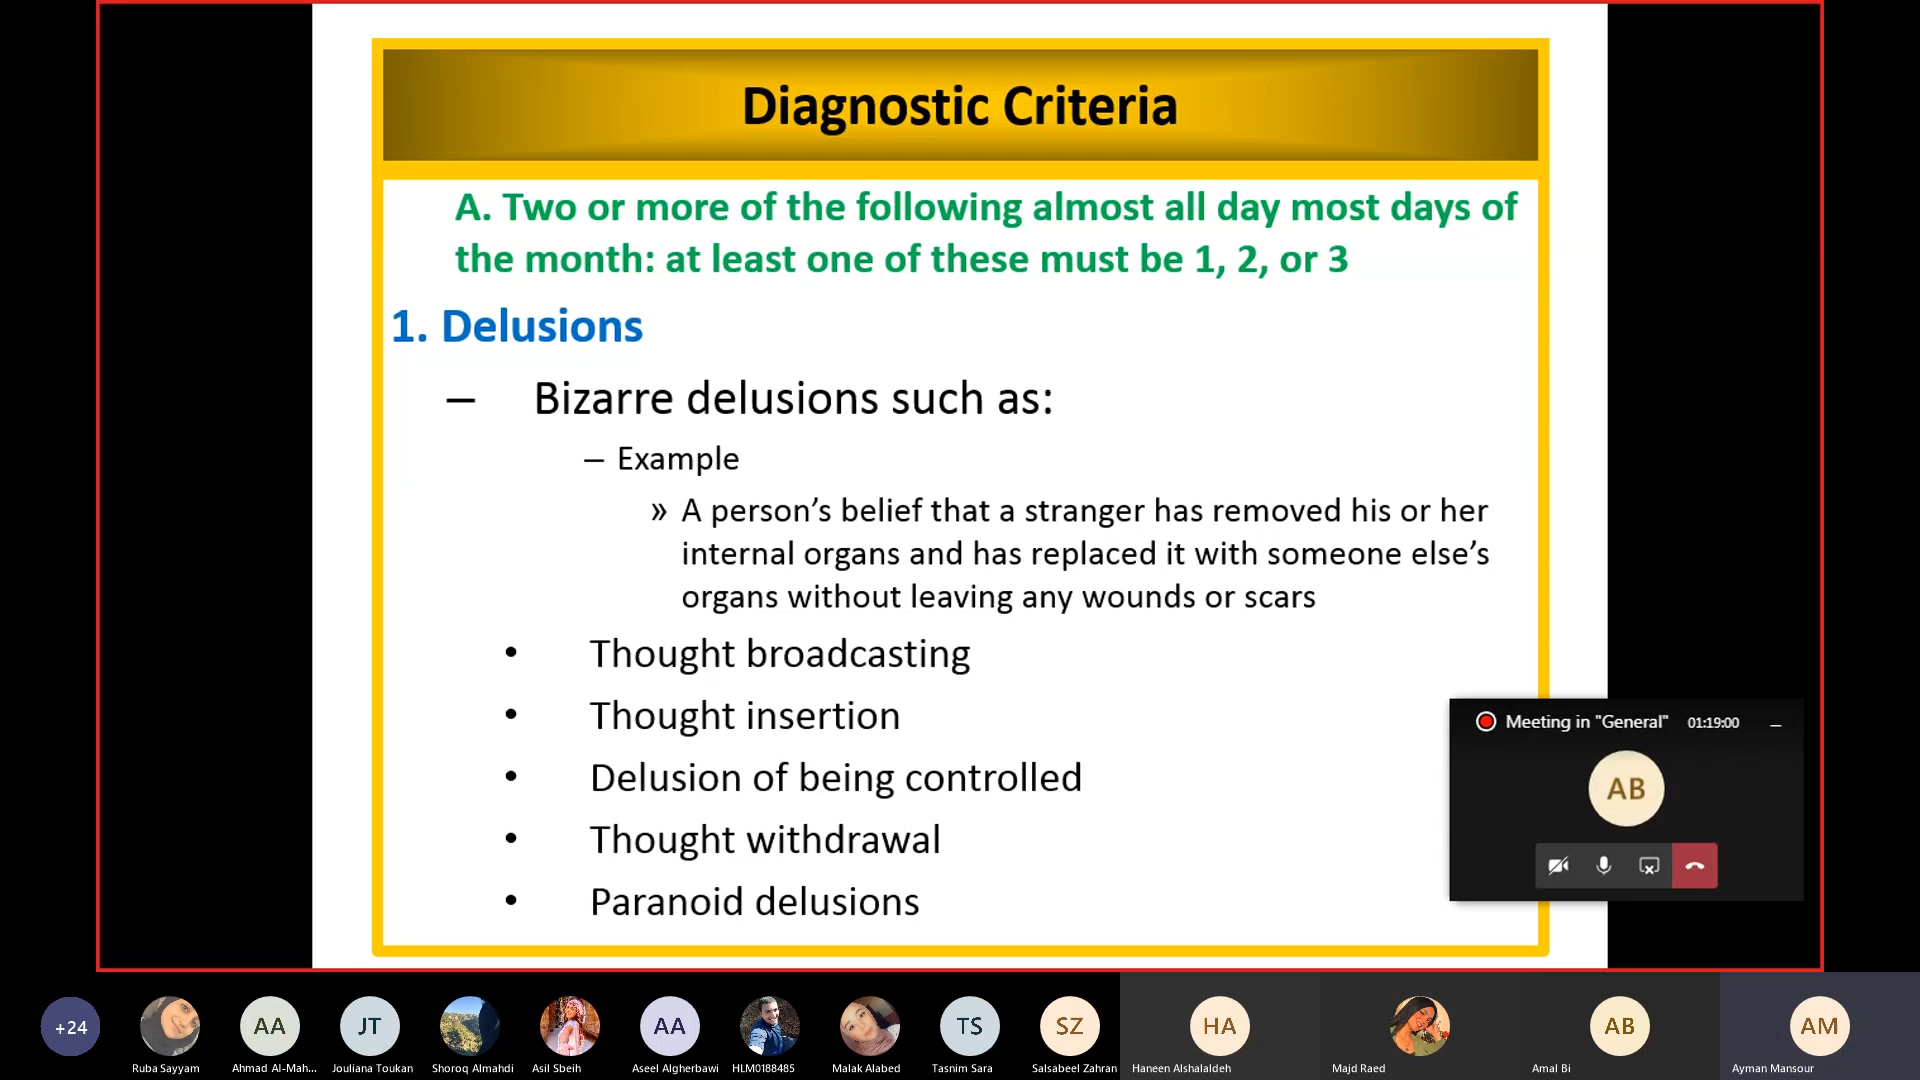 Diagnostic Criteria
A. Two or more of the following almost all day most days of
the month: at least one of these must be 1, 2, or 3
1. Delusions
– Bizarre delusions such as:
– Example
» A person’s belief that a stranger has removed his or her
internal organs and has replaced it with someone else’s
organs without leaving any wounds or scars
• Thought broadcasting
• Thought insertion
• Delusion of being controlled
• Thought withdrawal
• Paranoid delusions
Meeting in "General" 01:19:00
AB
+24 AA JT AA TS SZ HA AB AM
Ruba Sayyam Ahmad Al-Mah... Jouliana Toukan Shoroq Almahdi Asil Sbeih Aseel Algherbawi HLM0188485 Malak Alabed Tasnim Sara Salsabeel Zahran Haneen Alshalaldeh Majd Raed Amal Bi Ayman Mansour